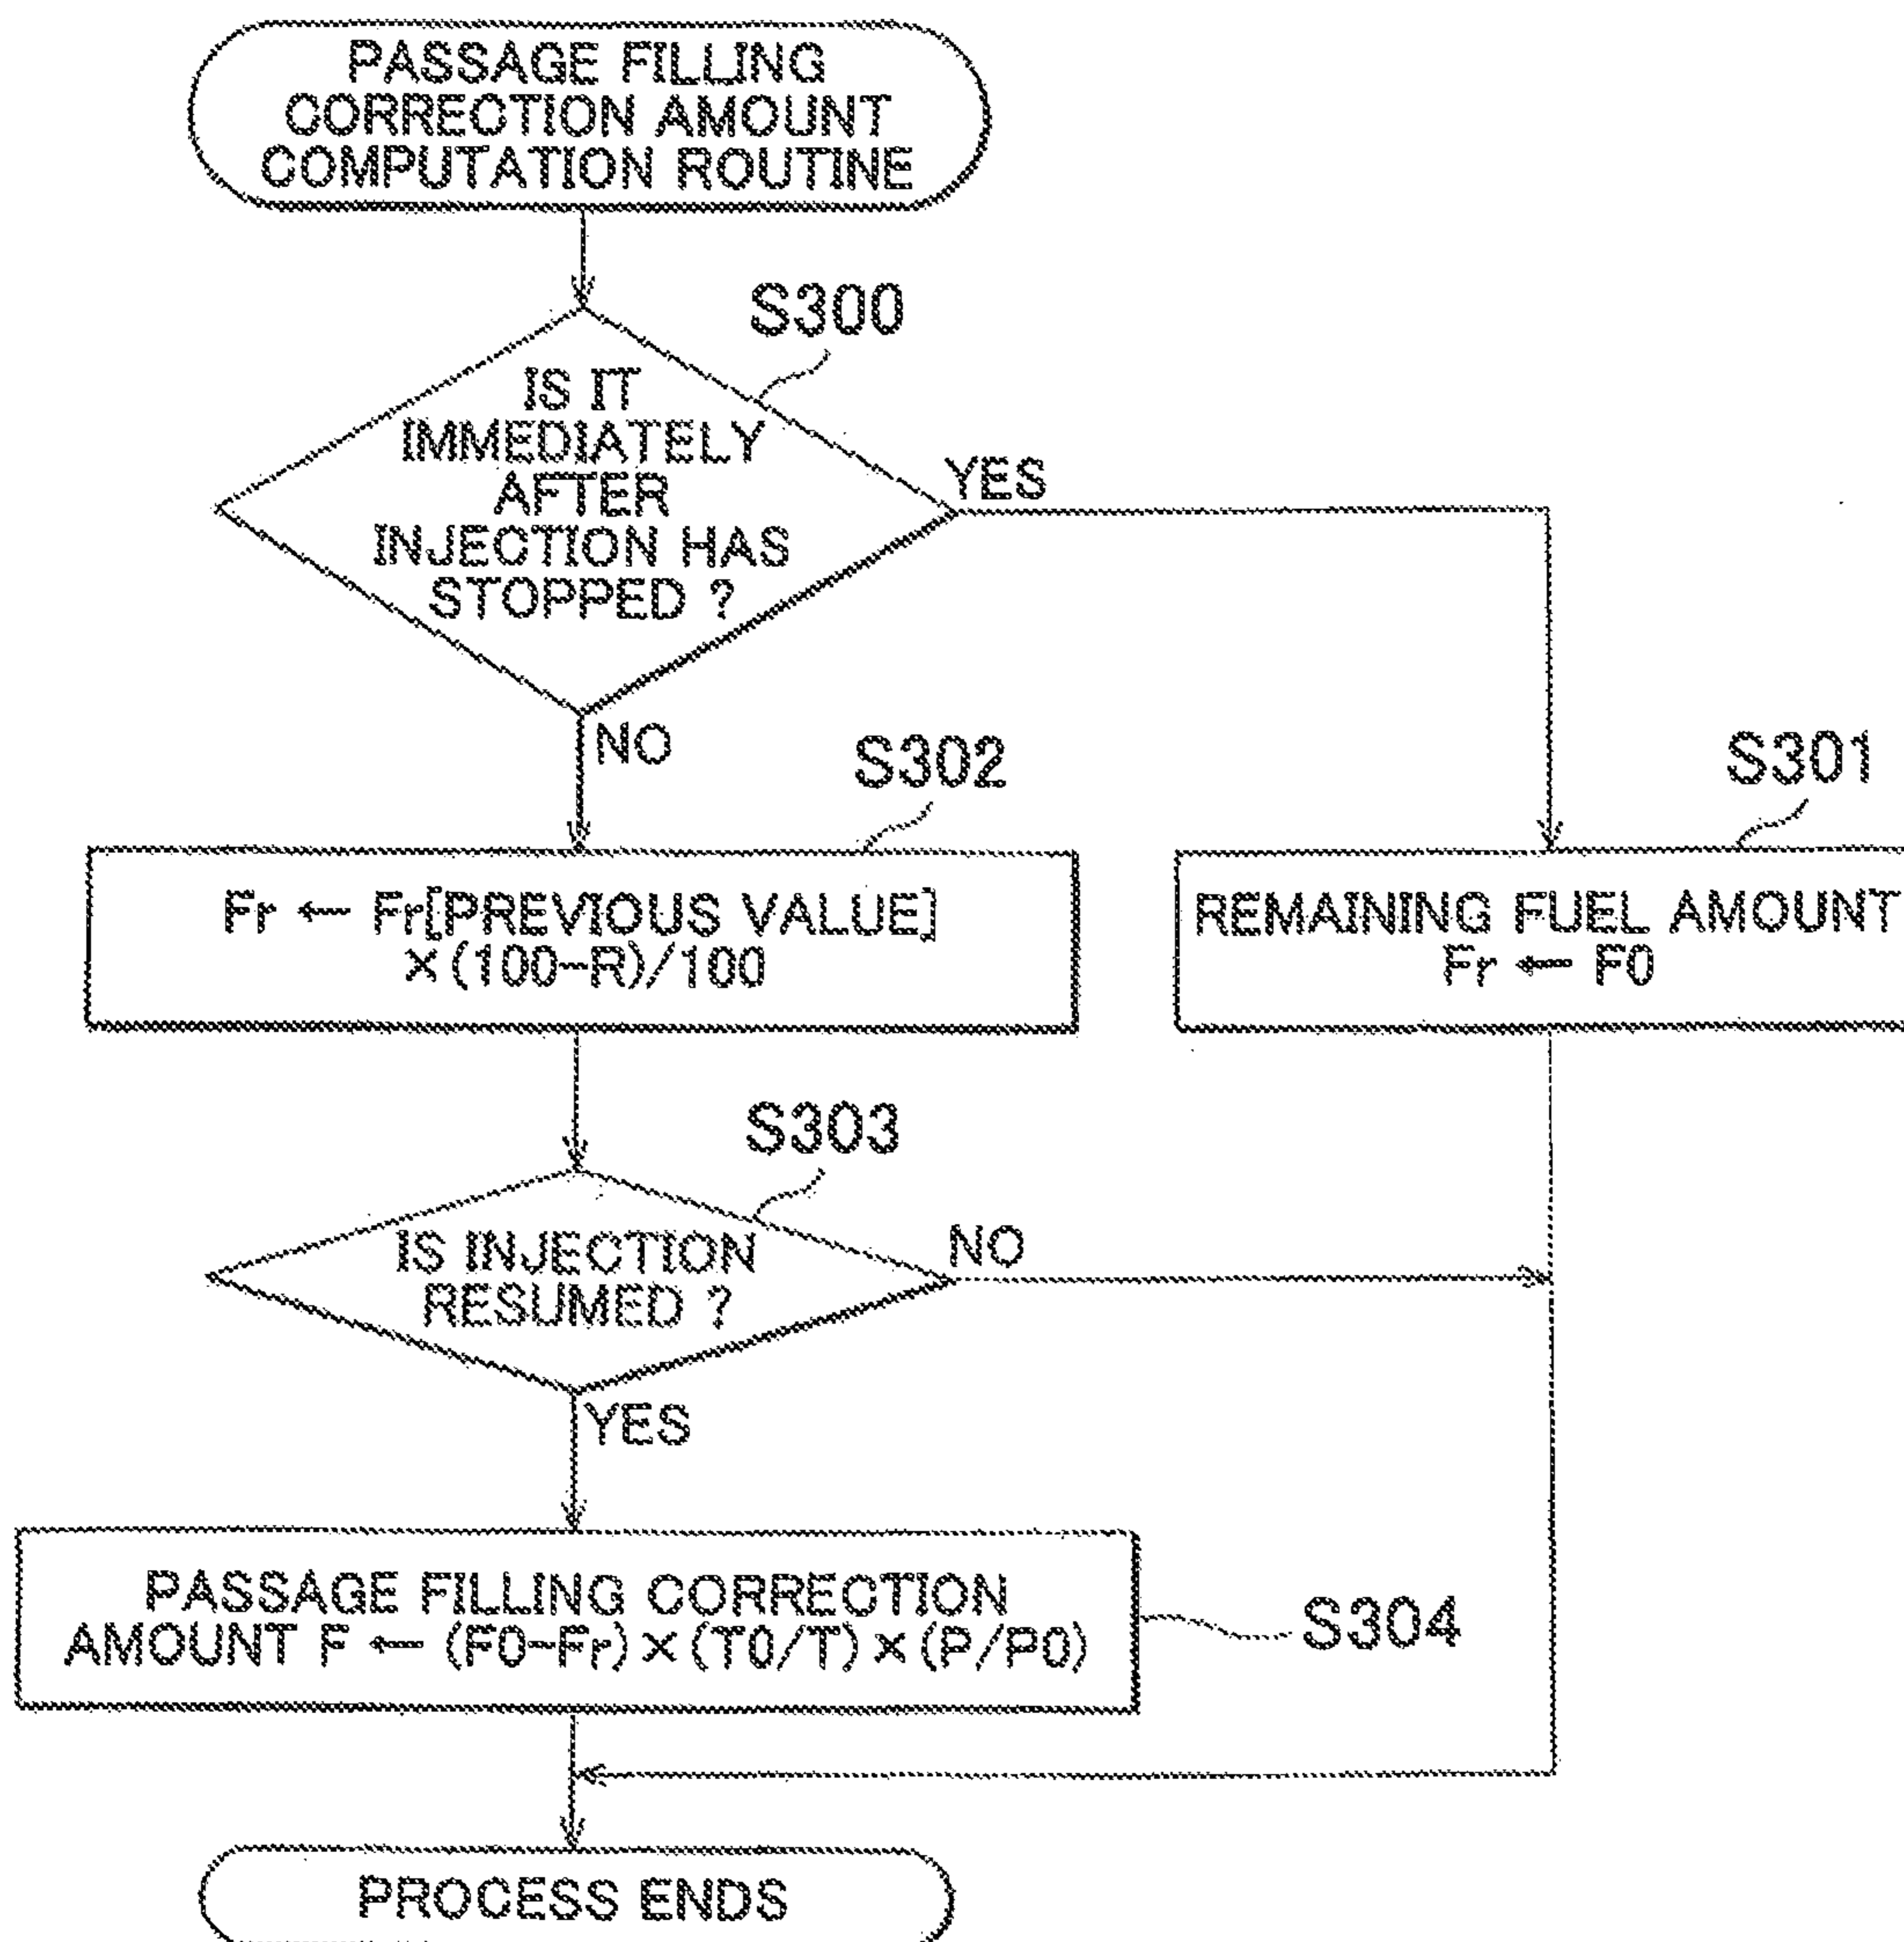 PASSAGE FILLING
CORRECTION AMOUNT
COMPUTATION ROUTINE
S300
IS IT
IMMEDIATELY
AFTER
INJECTION HAS
STOPPED ?
YES
NO
S302
S301
Fr ← Fr[PREVIOUS VALUE]
×(100-R)/100
REMAINING FUEL AMOUNT
Fr ← F0
S303
IS INJECTION
RESUMED ?
NO
YES
PASSAGE FILLING CORRECTION
AMOUNT F ← (F0-Fr)×(T0/T)×(P/P0)
S304
PROCESS ENDS